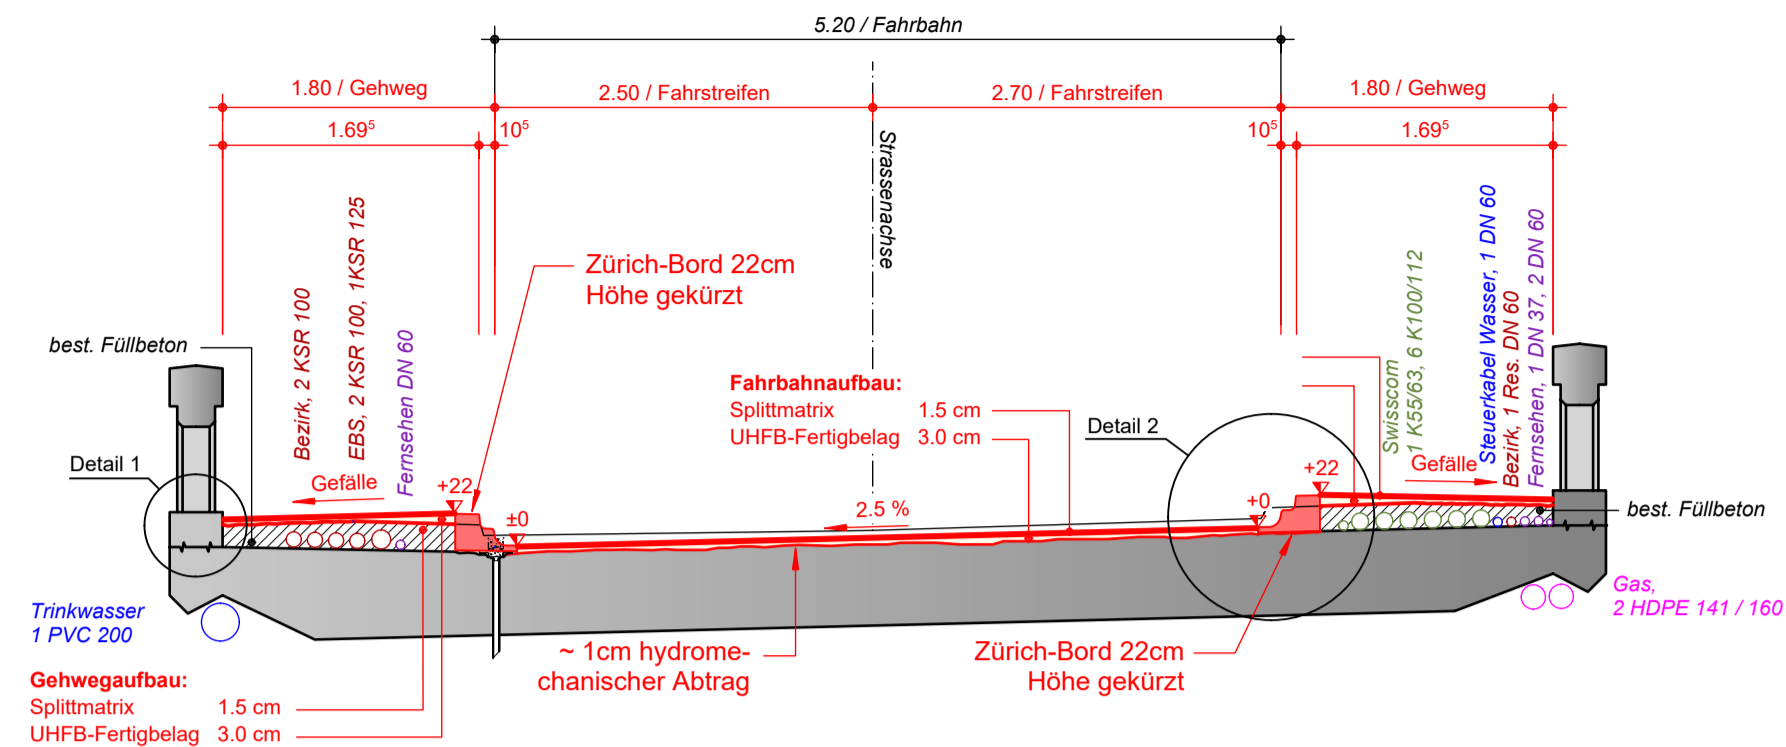 5.20 / Fahrbahn
1.80 / Gehweg
2.50 / Fahrstreifen
2.70 / Fahrstreifen
1.80 / Gehweg
1.69⁵
10⁵
10⁵
1.69⁵
Strassenachse
Zürich-Bord 22cm
Höhe gekürzt
best. Füllbeton
Bezirk, 2 KSR 100
EBS, 2 KSR 100, 1KSR 125
Fernsehen DN 60
Swisscom
1 K55/63, 6 K100/112
Steuerkabel Wasser, 1 DN 60
Bezirk, 1 Res. DN 60
Fernsehen, 1 DN 37, 2 DN 60
Fahrbahnaufbau:
Splittmatrix 1.5 cm
UHFB-Fertigbelag 3.0 cm
Detail 1
Detail 2
Gefälle
Gefälle
+22
±0
2.5 %
+0
+22
best. Füllbeton
Trinkwasser
1 PVC 200
Gas,
2 HDPE 141 / 160
~ 1cm hydrome-
chanischer Abtrag
Zürich-Bord 22cm
Höhe gekürzt
Gehwegaufbau:
Splittmatrix 1.5 cm
UHFB-Fertigbelag 3.0 cm